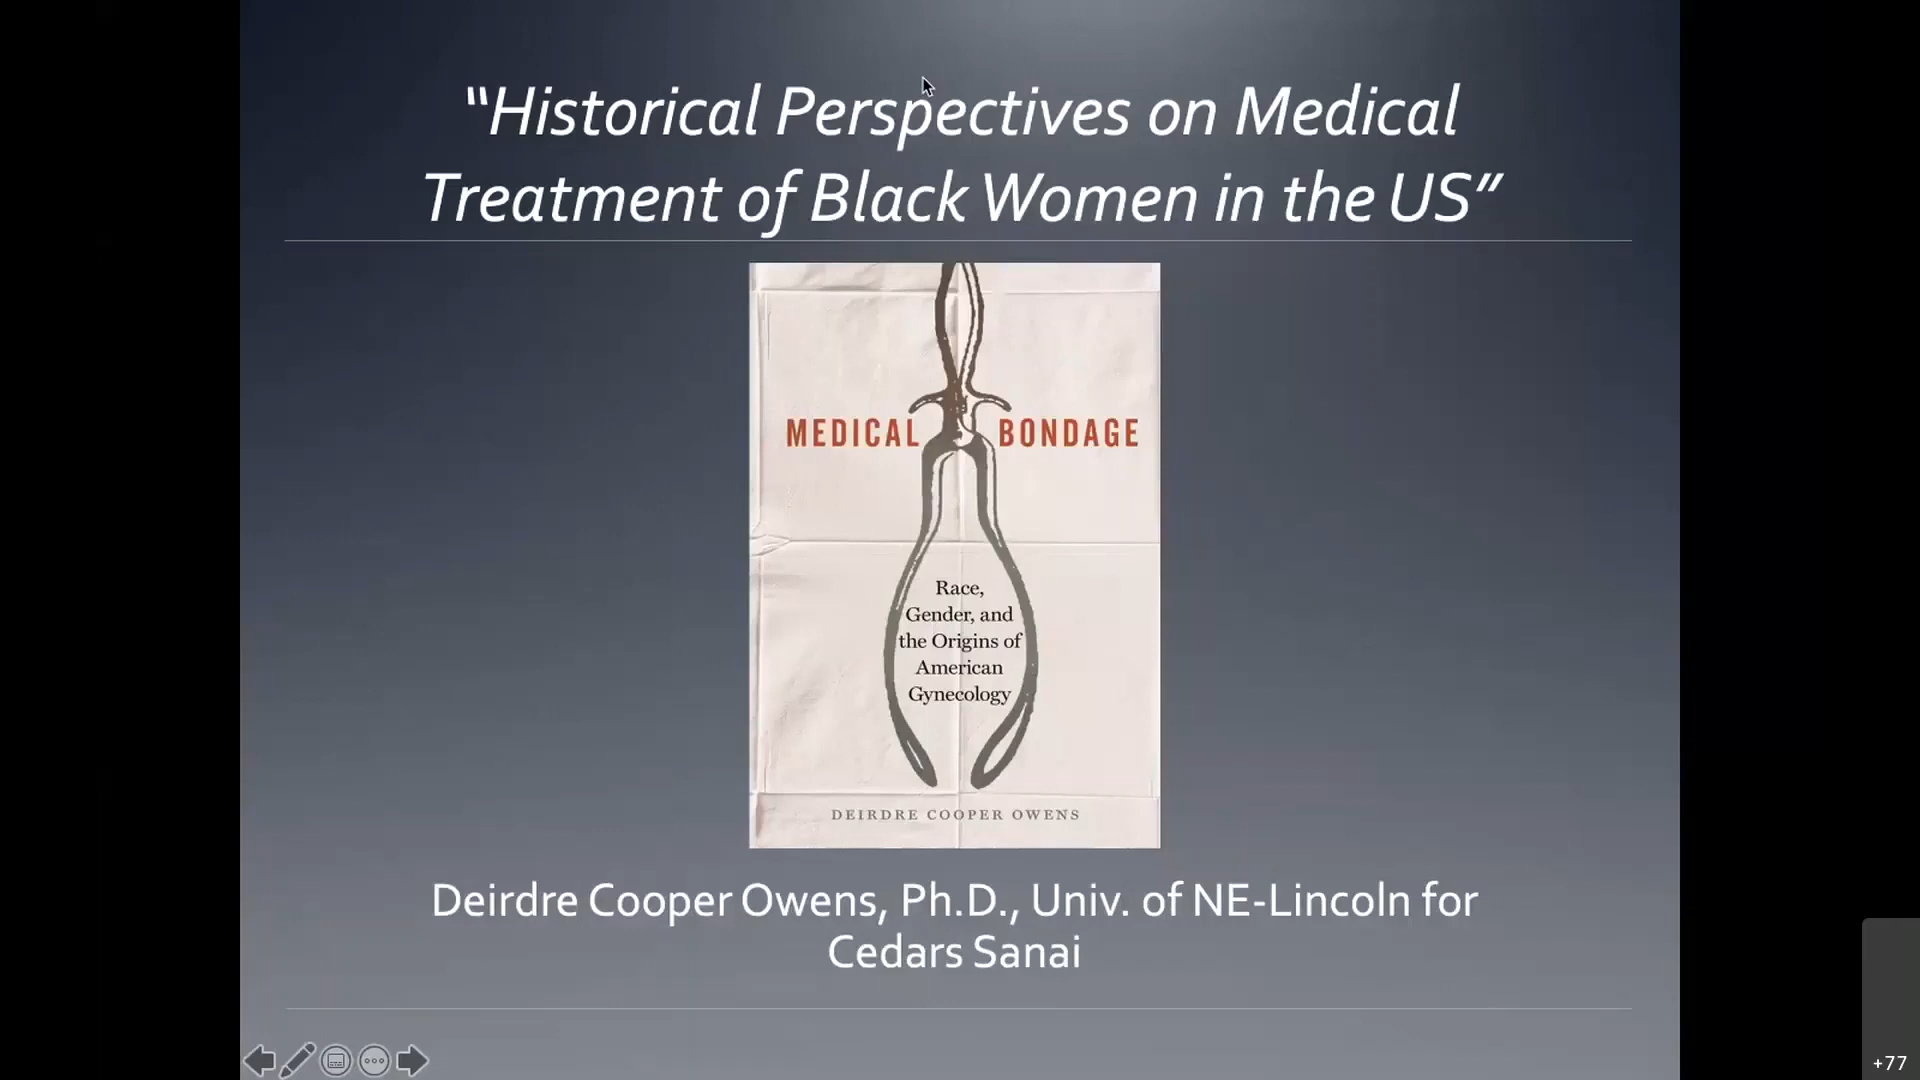 “Historical Perspectives on Medical
Treatment of Black Women in the US”
MEDICAL BONDAGE
Race,
Gender, and
the Origins of
American
Gynecology
DEIRDRE COOPER OWENS
Deirdre Cooper Owens, Ph.D., Univ. of NE-Lincoln for
Cedars Sanai
+77